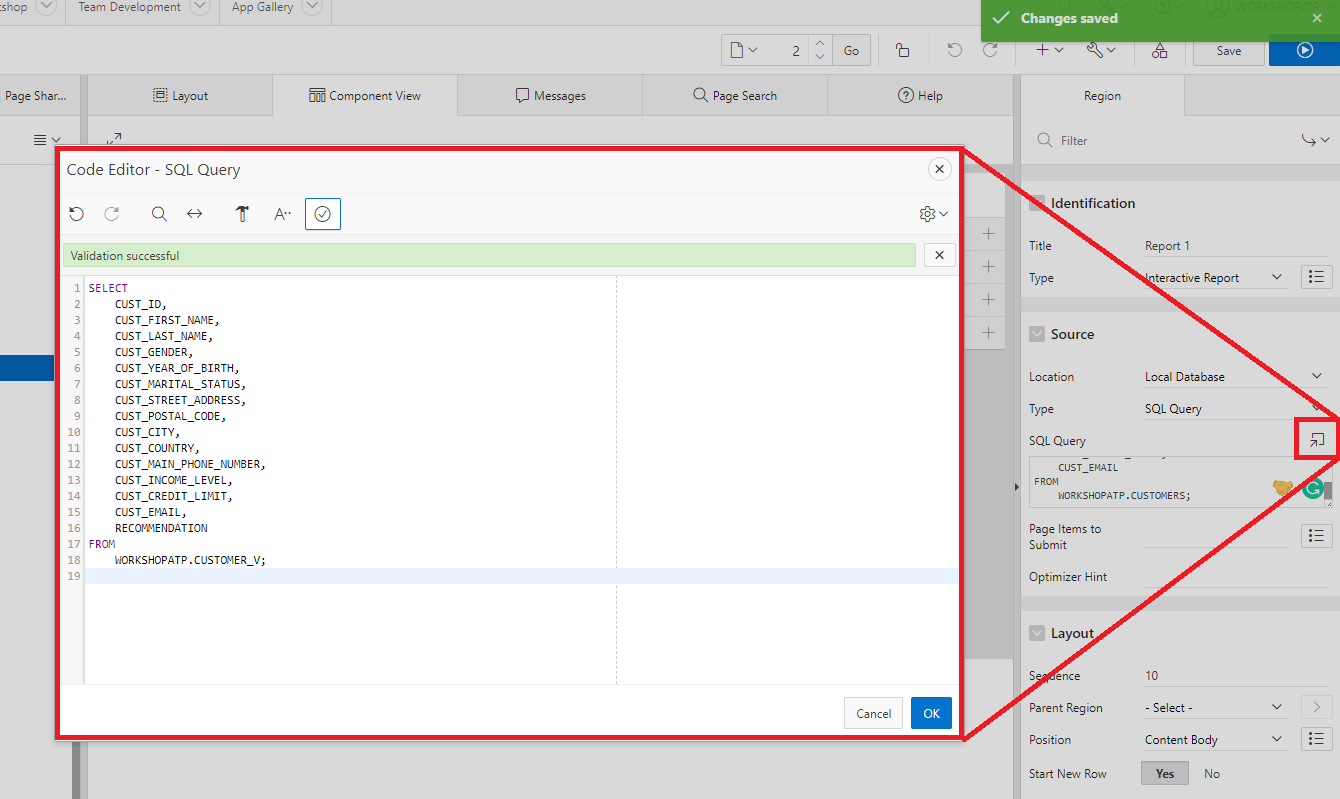 shop
Team Development
App Gallery
Changes saved
2
Go
Save
Page Shar...
Layout
Component View
Messages
Page Search
Help
Region
Filter
Code Editor - SQL Query
Validation successful
1 SELECT
2 CUST_ID,
3 CUST_FIRST_NAME,
4 CUST_LAST_NAME,
5 CUST_GENDER,
6 CUST_YEAR_OF_BIRTH,
7 CUST_MARITAL_STATUS,
8 CUST_STREET_ADDRESS,
9 CUST_POSTAL_CODE,
10 CUST_CITY,
11 CUST_COUNTRY,
12 CUST_MAIN_PHONE_NUMBER,
13 CUST_INCOME_LEVEL,
14 CUST_CREDIT_LIMIT,
15 CUST_EMAIL,
16 RECOMMENDATION
17 FROM
18 WORKSHOPATP.CUSTOMER_V;
19
Cancel
OK
Identification
Title Report 1
Type Interactive Report
Source
Location Local Database
Type SQL Query
SQL Query
CUST_EMAIL
FROM
WORKSHOPATP.CUSTOMERS;
Page Items to
Submit
Optimizer Hint
Layout
Sequence 10
Parent Region - Select -
Position Content Body
Start New Row Yes No